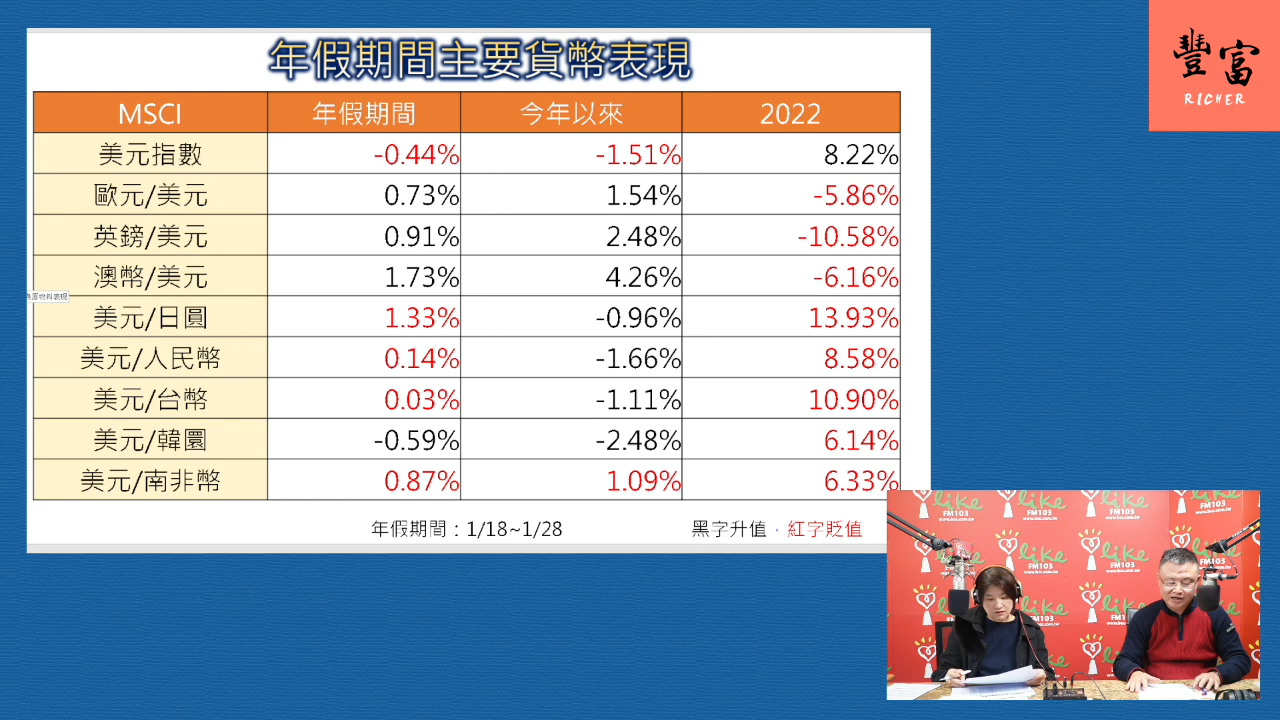 年假期間主要貨幣表現
豐富
RICHER
MSCI 年假期間 今年以來 2022
美元指數 -0.44% -1.51% 8.22%
歐元/美元 0.73% 1.54% -5.86%
英鎊/美元 0.91% 2.48% -10.58%
澳幣/美元 1.73% 4.26% -6.16%
美元/日圓 1.33% -0.96% 13.93%
美元/人民幣 0.14% -1.66% 8.58%
美元/台幣 0.03% -1.11% 10.90%
美元/韓圜 -0.59% -2.48% 6.14%
美元/南非幣 0.87% 1.09% 6.33%
年假期間：1/18~1/28 黑字升值，紅字貶值
like
FM103
www.bcc.com.tw